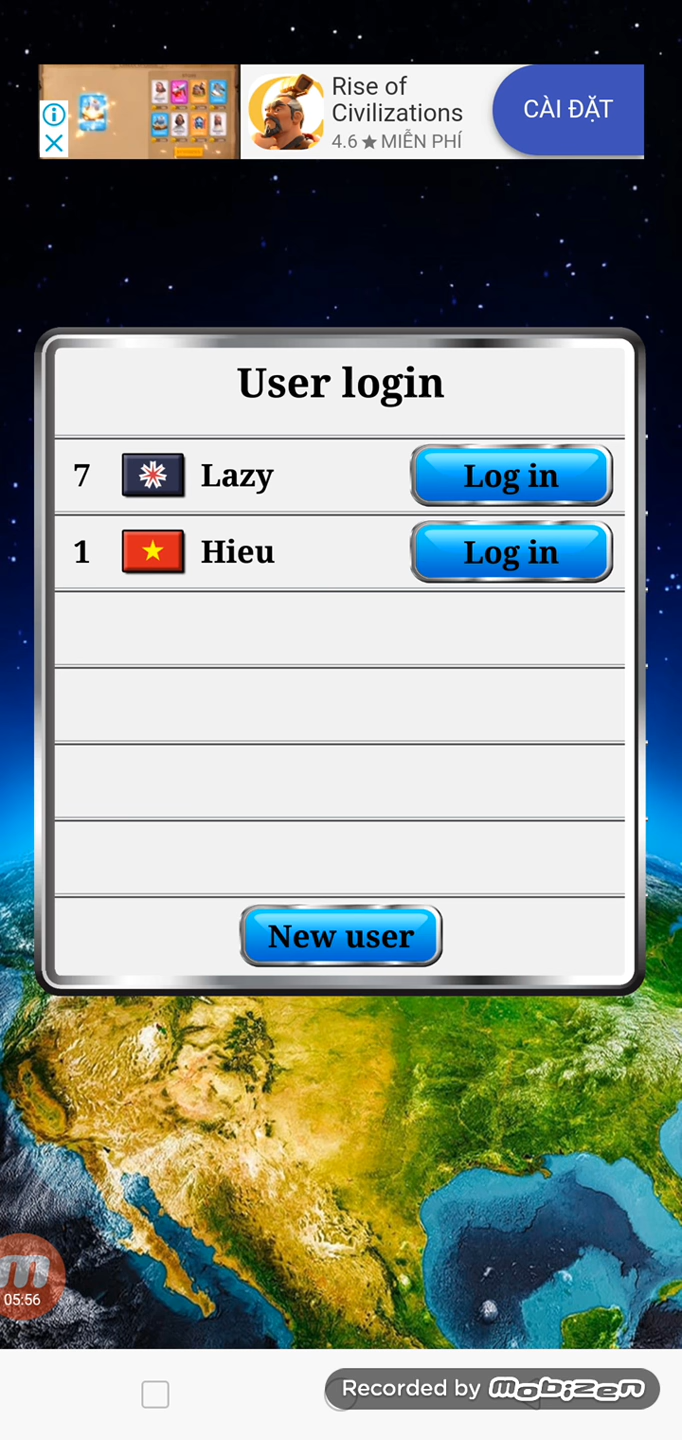 Rise of
Civilizations
4.6 ★ MIỄN PHÍ
CÀI ĐẶT
User login
7 Lazy Log in
1 Hieu Log in
New user
05:56
Recorded by mobizen